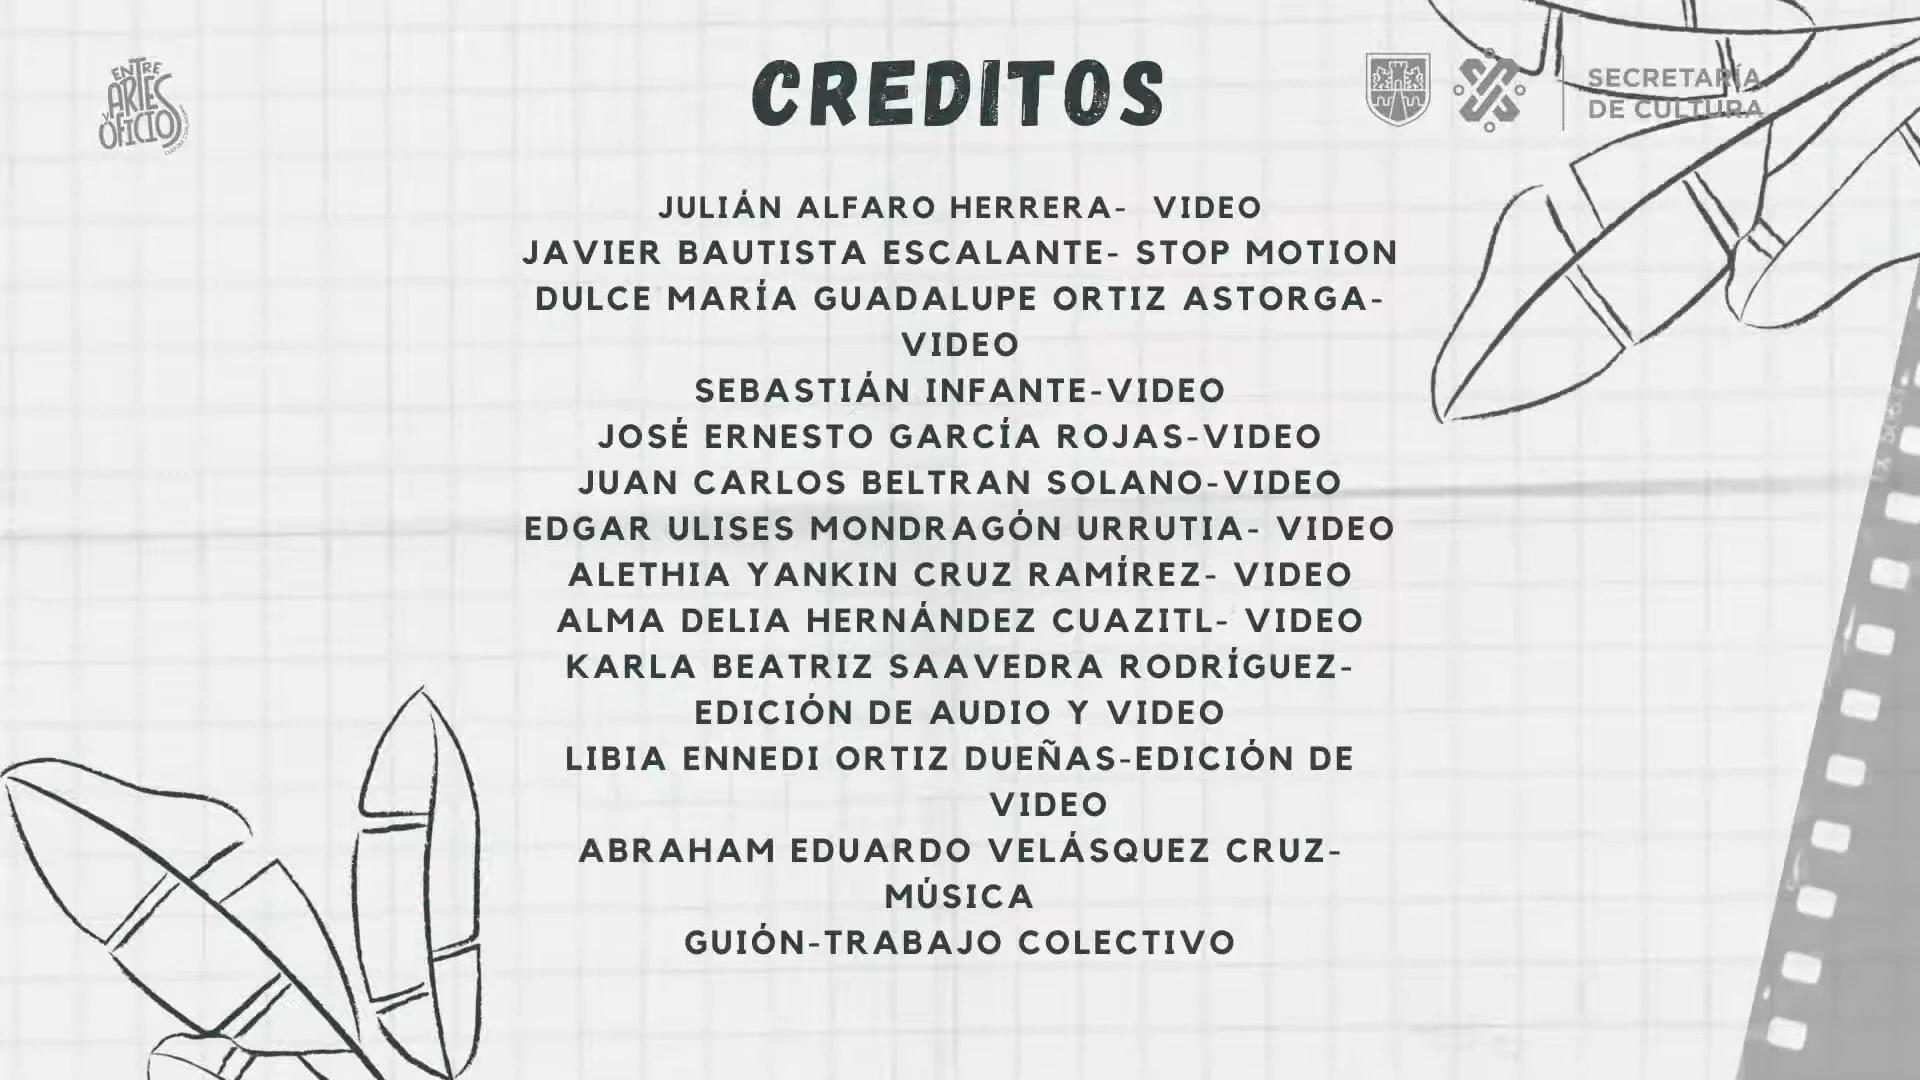 ENTRE
ARTES
Y
OFICIOS
CREDITOS
SECRETARÍA
DE CULTURA
JULIÁN ALFARO HERRERA- VIDEO
JAVIER BAUTISTA ESCALANTE- STOP MOTION
DULCE MARÍA GUADALUPE ORTIZ ASTORGA-
VIDEO
SEBASTIÁN INFANTE-VIDEO
JOSÉ ERNESTO GARCÍA ROJAS-VIDEO
JUAN CARLOS BELTRAN SOLANO-VIDEO
EDGAR ULISES MONDRAGÓN URRUTIA- VIDEO
ALETHIA YANKIN CRUZ RAMÍREZ- VIDEO
ALMA DELIA HERNÁNDEZ CUAZITL- VIDEO
KARLA BEATRIZ SAAVEDRA RODRÍGUEZ-
EDICIÓN DE AUDIO Y VIDEO
LIBIA ENNEDI ORTIZ DUEÑAS-EDICIÓN DE
VIDEO
ABRAHAM EDUARDO VELÁSQUEZ CRUZ-
MÚSICA
GUIÓN-TRABAJO COLECTIVO